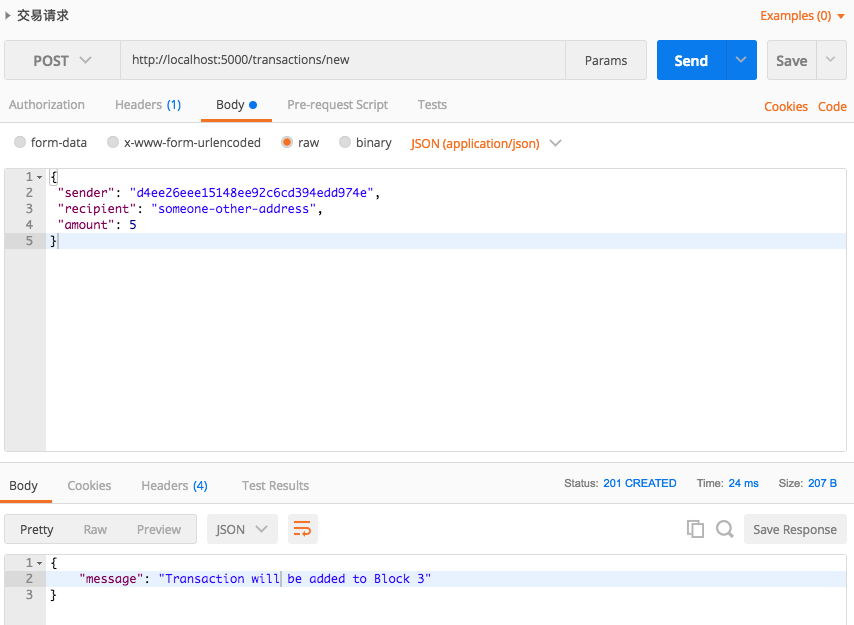 交易请求 Examples (0)
POST http://localhost:5000/transactions/new Params Send Save
Authorization Headers (1) Body Pre-request Script Tests Cookies Code
form-data x-www-form-urlencoded raw binary JSON (application/json)
1 {
2 "sender": "d4ee26eee15148ee92c6cd394edd974e",
3 "recipient": "someone-other-address",
4 "amount": 5
5 }
Body Cookies Headers (4) Test Results Status: 201 CREATED Time: 24 ms Size: 207 B
Pretty Raw Preview JSON Save Response
1 {
2 "message": "Transaction will be added to Block 3"
3 }